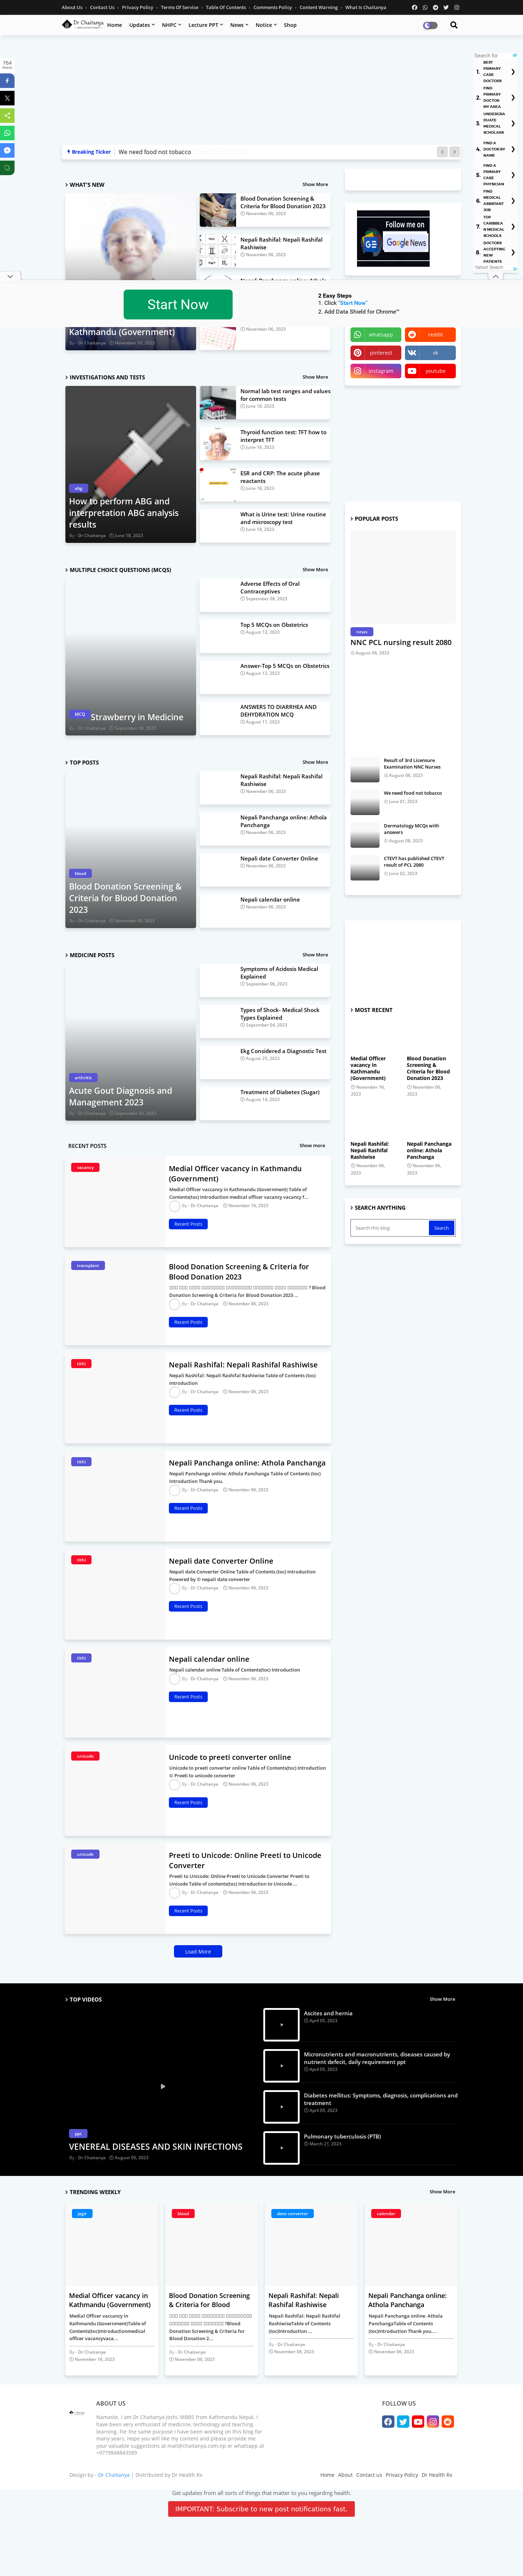 About Us - Contact Us - Privacy Policy - Terms Of Service - Table Of Contents - Comments Policy - Content Warning - What Is Chaitanya
Dr Chaitanya
Home Updates NHPC Lecture PPT News Notice Shop
764
Shares
Breaking Ticker We need food not tobacco
Search for
1. BEST PRIMARY CARE DOCTORS
2. FIND PRIMARY DOCTOR MY AREA
3. UNDERGRADUATE MEDICAL SCHOLARS
4. FIND A DOCTOR BY NAME
5. FIND A PRIMARY CARE PHYSICIAN
6. FIND MEDICAL ASSISTANT JOB
7. TOP CARIBBEAN MEDICAL SCHOOLS
8. DOCTORS ACCEPTING NEW PATIENTS
Yahoo! Search
WHAT'S NEW Show More
Kathmandu (Government)
By - Dr Chaitanya November 16, 2023
Blood Donation Screening & Criteria for Blood Donation 2023
November 06, 2023
Nepali Rashifal: Nepali Rashifal Rashiwise
November 06, 2023
November 06, 2023
Follow me on
Google News
Start Now
2 Easy Steps
1. Click "Start Now"
2. Add Data Shield for Chrome™
whatsapp
reddit
pinterest
vk
instagram
youtube
INVESTIGATIONS AND TESTS Show More
abg
How to perform ABG and interpretation ABG analysis results
By - Dr Chaitanya June 18, 2023
Normal lab test ranges and values for common tests
June 18, 2023
Thyroid function test: TFT how to interpret TFT
June 18, 2023
ESR and CRP: The acute phase reactants
June 18, 2023
What is Urine test: Urine routine and microscopy test
June 18, 2023
POPULAR POSTS
news
NNC PCL nursing result 2080
August 06, 2023
Result of 3rd Licensure Examination NNC Nurses
August 06, 2023
We need food not tobacco
June 01, 2023
Dermatology MCQs with answers
August 08, 2023
CTEVT has published CTEVT result of PCL 2080
June 02, 2023
MULTIPLE CHOICE QUESTIONS (MCQS) Show More
MCQ
Strawberry in Medicine
By - Dr Chaitanya September 08, 2023
Adverse Effects of Oral Contraceptives
September 08, 2023
Top 5 MCQs on Obstetrics
August 13, 2023
Answer-Top 5 MCQs on Obstetrics
August 13, 2023
ANSWERS TO DIARRHEA AND DEHYDRATION MCQ
August 11, 2023
TOP POSTS Show More
blood
Blood Donation Screening & Criteria for Blood Donation 2023
By - Dr Chaitanya November 06, 2023
Nepali Rashifal: Nepali Rashifal Rashiwise
November 06, 2023
Nepali Panchanga online: Athola Panchanga
November 06, 2023
Nepali date Converter Online
November 06, 2023
Nepali calendar online
November 06, 2023
MEDICINE POSTS Show More
arthritis
Acute Gout Diagnosis and Management 2023
By - Dr Chaitanya September 23, 2023
Symptoms of Acidosis Medical Explained
September 06, 2023
Types of Shock- Medical Shock Types Explained
September 04, 2023
Ekg Considered a Diagnostic Test
August 25, 2023
Treatment of Diabetes (Sugar)
August 14, 2023
MOST RECENT
Medical Officer vacancy in Kathmandu (Government)
November 16, 2023
Blood Donation Screening & Criteria for Blood Donation 2023
November 06, 2023
Nepali Rashifal: Nepali Rashifal Rashiwise
November 06, 2023
Nepali Panchanga online: Athola Panchanga
November 06, 2023
SEARCH ANYTHING
Search this blog Search
RECENT POSTS Show more
vacancy
Medical Officer vacancy in Kathmandu (Government)
Medical Officer vaccancy in Kathmandu (Government) Table of Contents(toc) Introduction medical officer vacancy vacancy f…
By - Dr Chaitanya November 16, 2023
Recent Posts
transplant
Blood Donation Screening & Criteria for Blood Donation 2023
? Blood Donation Screening & Criteria for Blood Donation 2023 …
By - Dr Chaitanya November 06, 2023
Recent Posts
tithi
Nepali Rashifal: Nepali Rashifal Rashiwise
Nepali Rashifal: Nepali Rashifal Rashiwise Table of Contents (toc) Introduction
By - Dr Chaitanya November 06, 2023
Recent Posts
tithi
Nepali Panchanga online: Athola Panchanga
Nepali Panchanga online: Athola Panchanga Table of Contents (toc) Introduction Thank you.
By - Dr Chaitanya November 06, 2023
Recent Posts
tithi
Nepali date Converter Online
Nepali date Converter Online Table of Contents (toc) Introduction Powered by © nepali date converter
By - Dr Chaitanya November 06, 2023
Recent Posts
tithi
Nepali calendar online
Nepali calendar online Table of Contents(toc) Introduction
By - Dr Chaitanya November 06, 2023
Recent Posts
unicode
Unicode to preeti converter online
Unicode to preeti converter online Table of Contents(toc) Introduction © Preeti to unicode converter
By - Dr Chaitanya November 06, 2023
Recent Posts
unicode
Preeti to Unicode: Online Preeti to Unicode Converter
Preeti to Unicode: Online Preeti to Unicode Converter Preeti to Unicode Table of contents(toc) Introduction to Unicode …
By - Dr Chaitanya November 06, 2023
Recent Posts
Load More
TOP VIDEOS Show More
ppt
VENEREAL DISEASES AND SKIN INFECTIONS
By - Dr Chaitanya August 05, 2023
Ascites and hernia
April 05, 2023
Micronutrients and macronutrients, diseases caused by nutrient defecit, daily requirement ppt
April 05, 2023
Diabetes mellitus: Symptoms, diagnosis, complications and treatment
April 05, 2023
Pulmonary tuberculosis (PTB)
March 21, 2023
TRENDING WEEKLY Show More
jagir
Medical Officer vacancy in Kathmandu (Government)
Medical Officer vaccancy in Kathmandu (Government)Table of Contents(toc)Introductionmedical officer vacancyvaca…
By - Dr Chaitanya
November 16, 2023
blood
Blood Donation Screening & Criteria for Blood
?Blood Donation Screening & Criteria for Blood Donation 2…
By - Dr Chaitanya
November 06, 2023
date converter
Nepali Rashifal: Nepali Rashifal Rashiwise
Nepali Rashifal: Nepali Rashifal RashiwiseTable of Contents (toc)Introduction …
By - Dr Chaitanya
November 06, 2023
calendar
Nepali Panchanga online: Athola Panchanga
Nepali Panchanga online: Athola PanchangaTable of Contents (toc)Introduction Thank you.…
By - Dr Chaitanya
November 06, 2023
ABOUT US
Namaste. I am Dr Chaitanya Joshi, MBBS from Kathmandu Nepal. I have been very enthusiast of medicine, technology and teaching learning. For the same purpose I have been working on this blog for many years. Hope you will like my content and please provide me your valuable suggestions at mail@chaitanya.com.np or whatsapp at +9779848843589
FOLLOW US
Design by - Dr Chaitanya | Distributed by Dr Health Rx
Home About Contact us Privacy Policy Dr Health Rx
Get updates from all sorts of things that matter to you regarding health.
IMPORTANT: Subscribe to new post notifications fast.